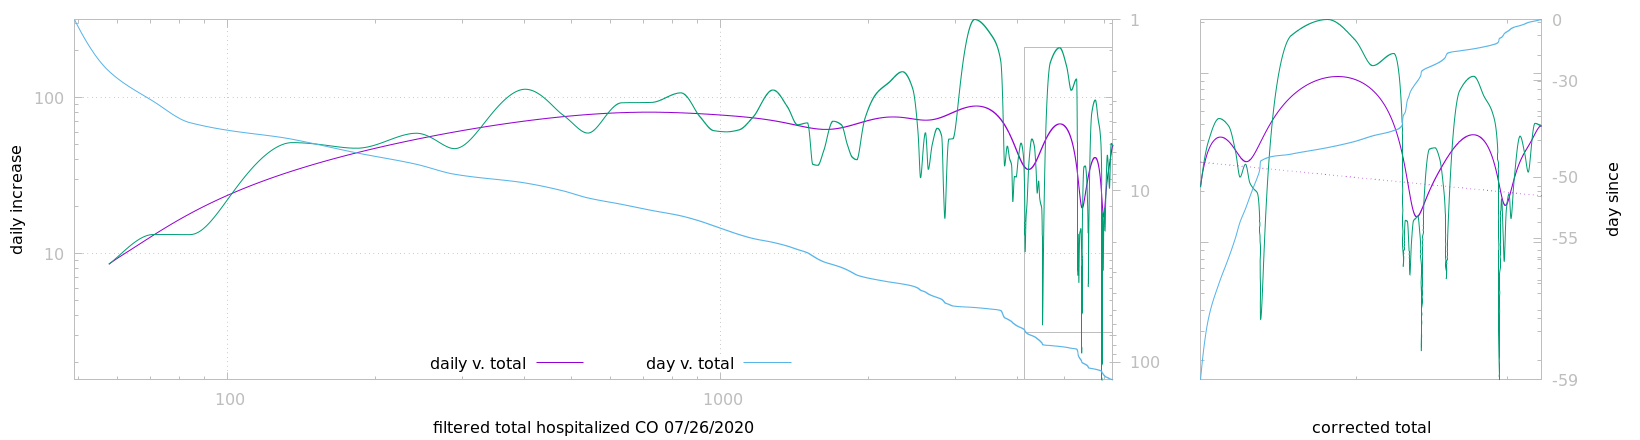 daily increase
100
10
daily v. total
day v. total
100
1000
filtered total hospitalized CO 07/26/2020
1
10
100
0
-30
-50
-55
-59
day since
corrected total